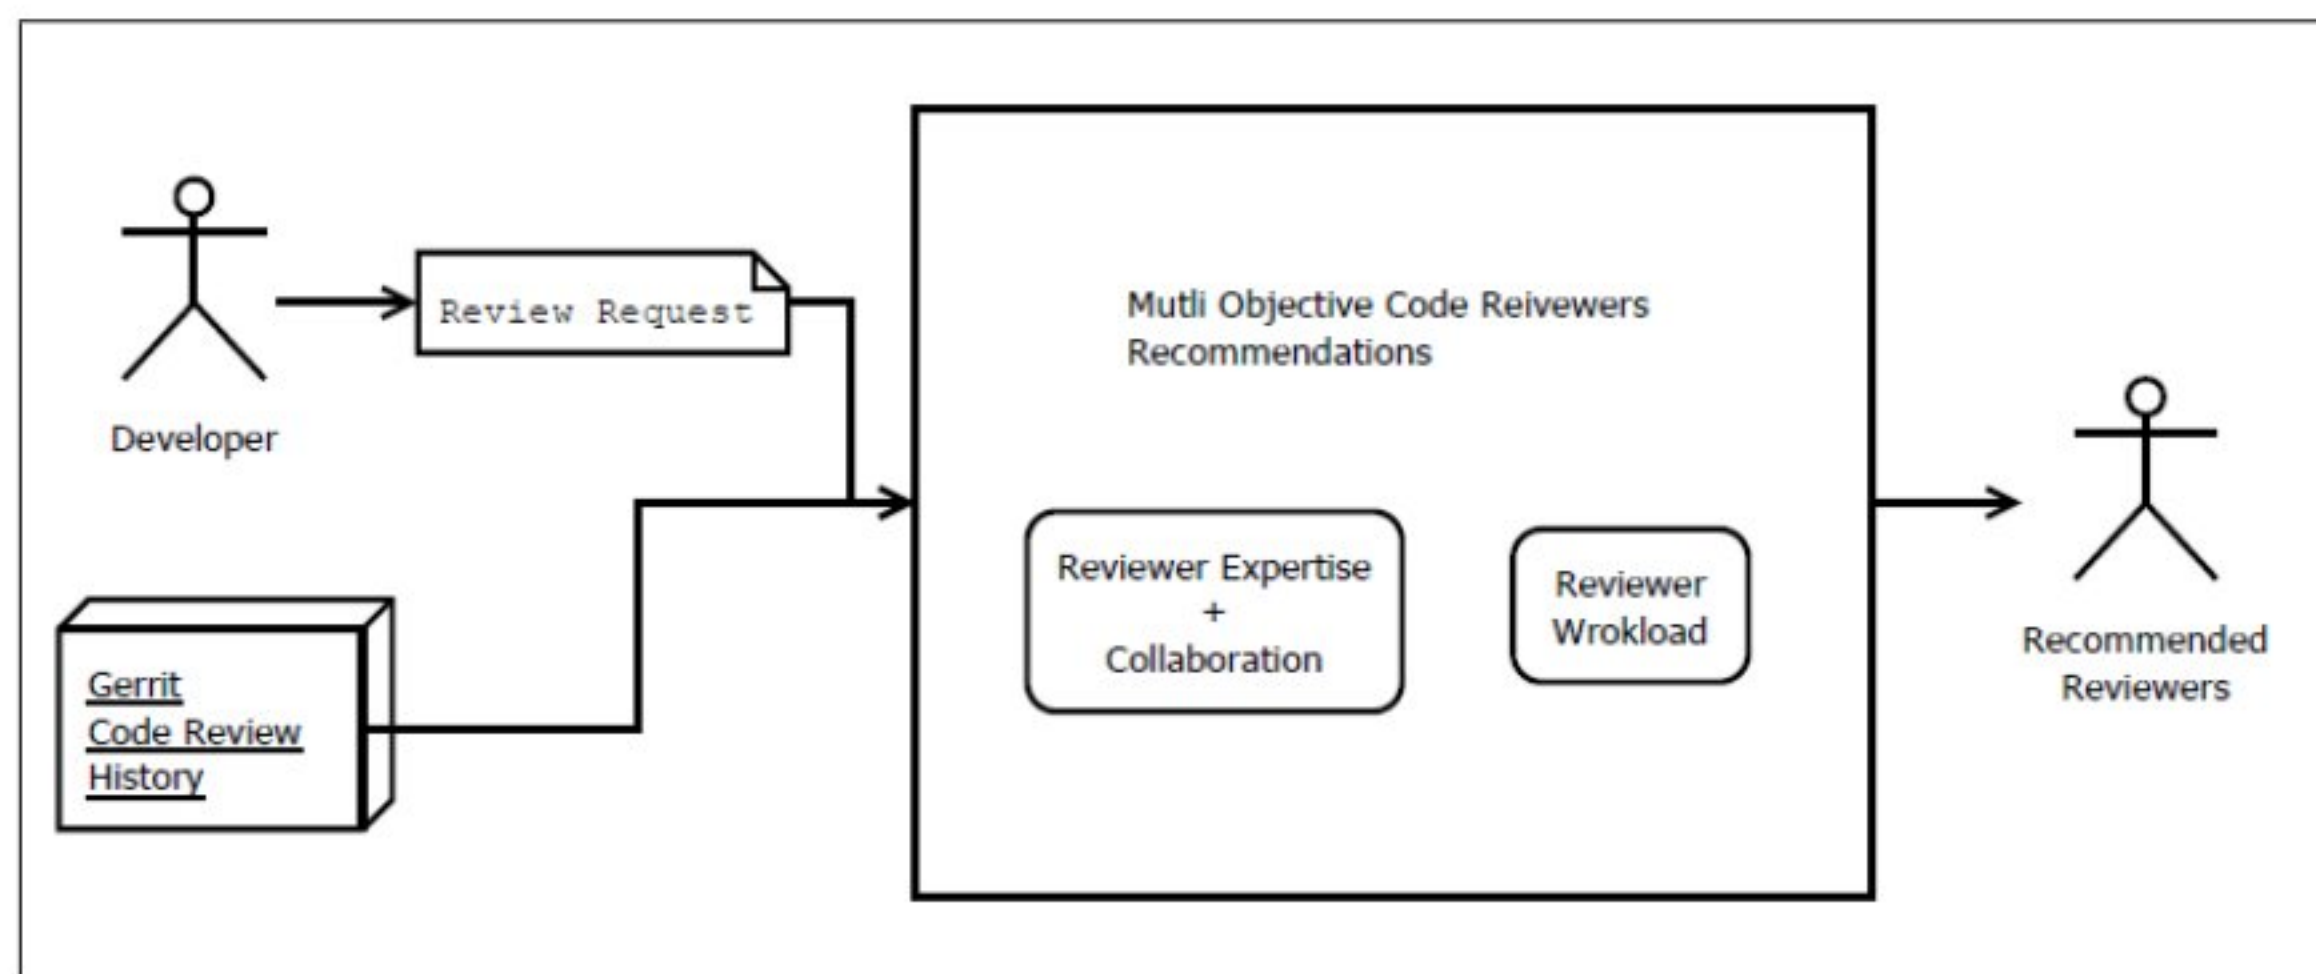 Developer
Review Request
Gerrit
Code Review
History
Mutli Objective Code Reivewers
Recommendations
Reviewer Expertise
+
Collaboration
Reviewer
Wrokload
Recommended
Reviewers